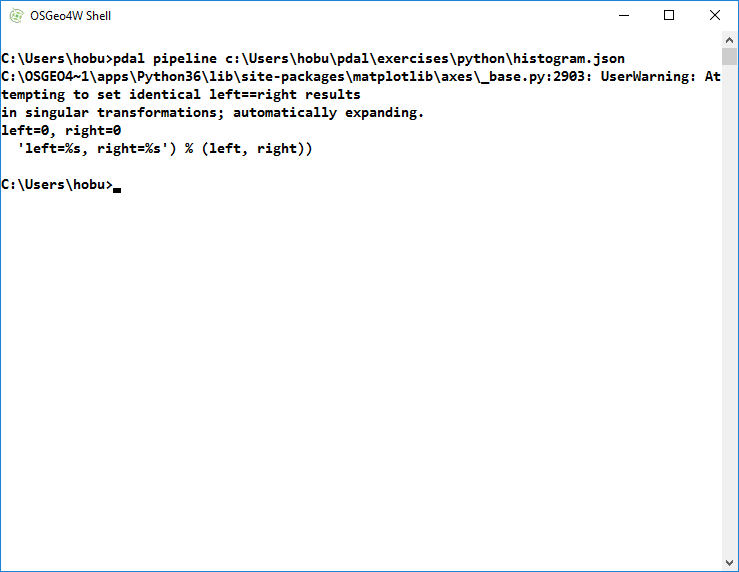 OSGeo4W Shell
C:\Users\hobu>pdal pipeline c:\Users\hobu\pdal\exercises\python\histogram.json
C:\OSGEO4~1\apps\Python36\lib\site-packages\matplotlib\axes\_base.py:2903: UserWarning: At
tempting to set identical left==right results
in singular transformations; automatically expanding.
left=0, right=0
  'left=%s, right=%s') % (left, right))
C:\Users\hobu>